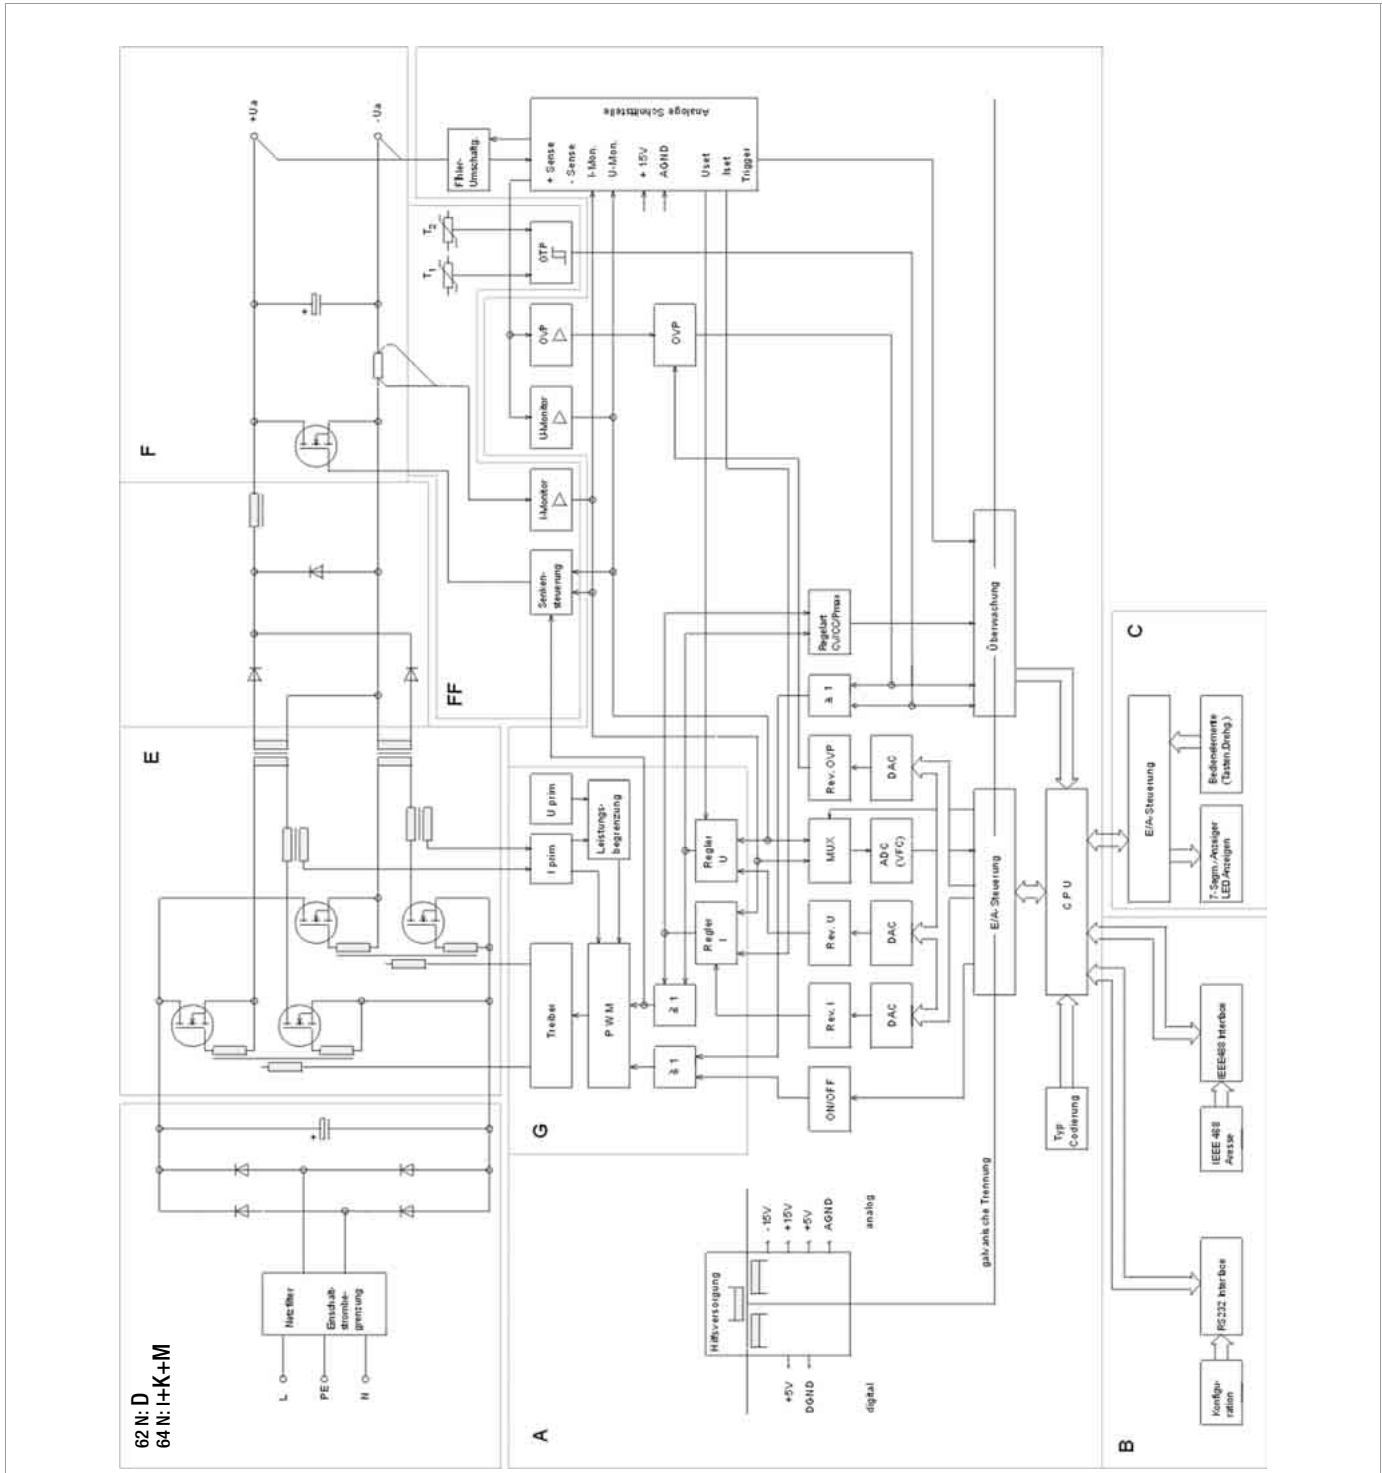 62 N: D
64 N: I+K+M
L
PE
N
Netzfilter
Einschalt-
strombe-
grenzung
E
F
+Ua
- Ua
FF
G
Treiber
PWM
I prim
U prim
Leistungs-
begrenzung
≥ 1
Regler
I
Regler
U
Senken-
steuerung
I-Monitor
U-Monitor
OVP
OVP
OTP
T1
T2
Fühler-
Umschaltg.
+ Sense
- Sense
I-Mon.
U-Mon.
+ 15V
AGND
Uset
Iset
Trigger
Analoge Schnittstelle
A
Hilfsversorgung
+5V
DGND
digital
- 15V
+15V
+5V
AGND
analog
galvanische Trennung
ON/OFF
Rev. I
DAC
Rev. U
DAC
MUX
ADC
(VFC)
Rev. OVP
DAC
≥ 1
Regelart
CV/CC/Pmax
E/A-Steuerung
Überwachung
CPU
Typ
Codierung
B
Konfigu-
ration
RS232 Interface
IEEE 488
IEEE488 Interface
C
E/A-Steuerung
7-Segm./Anzeiger
LED Anzeigen
Bedienelemente
(Tasten,Drehg.)